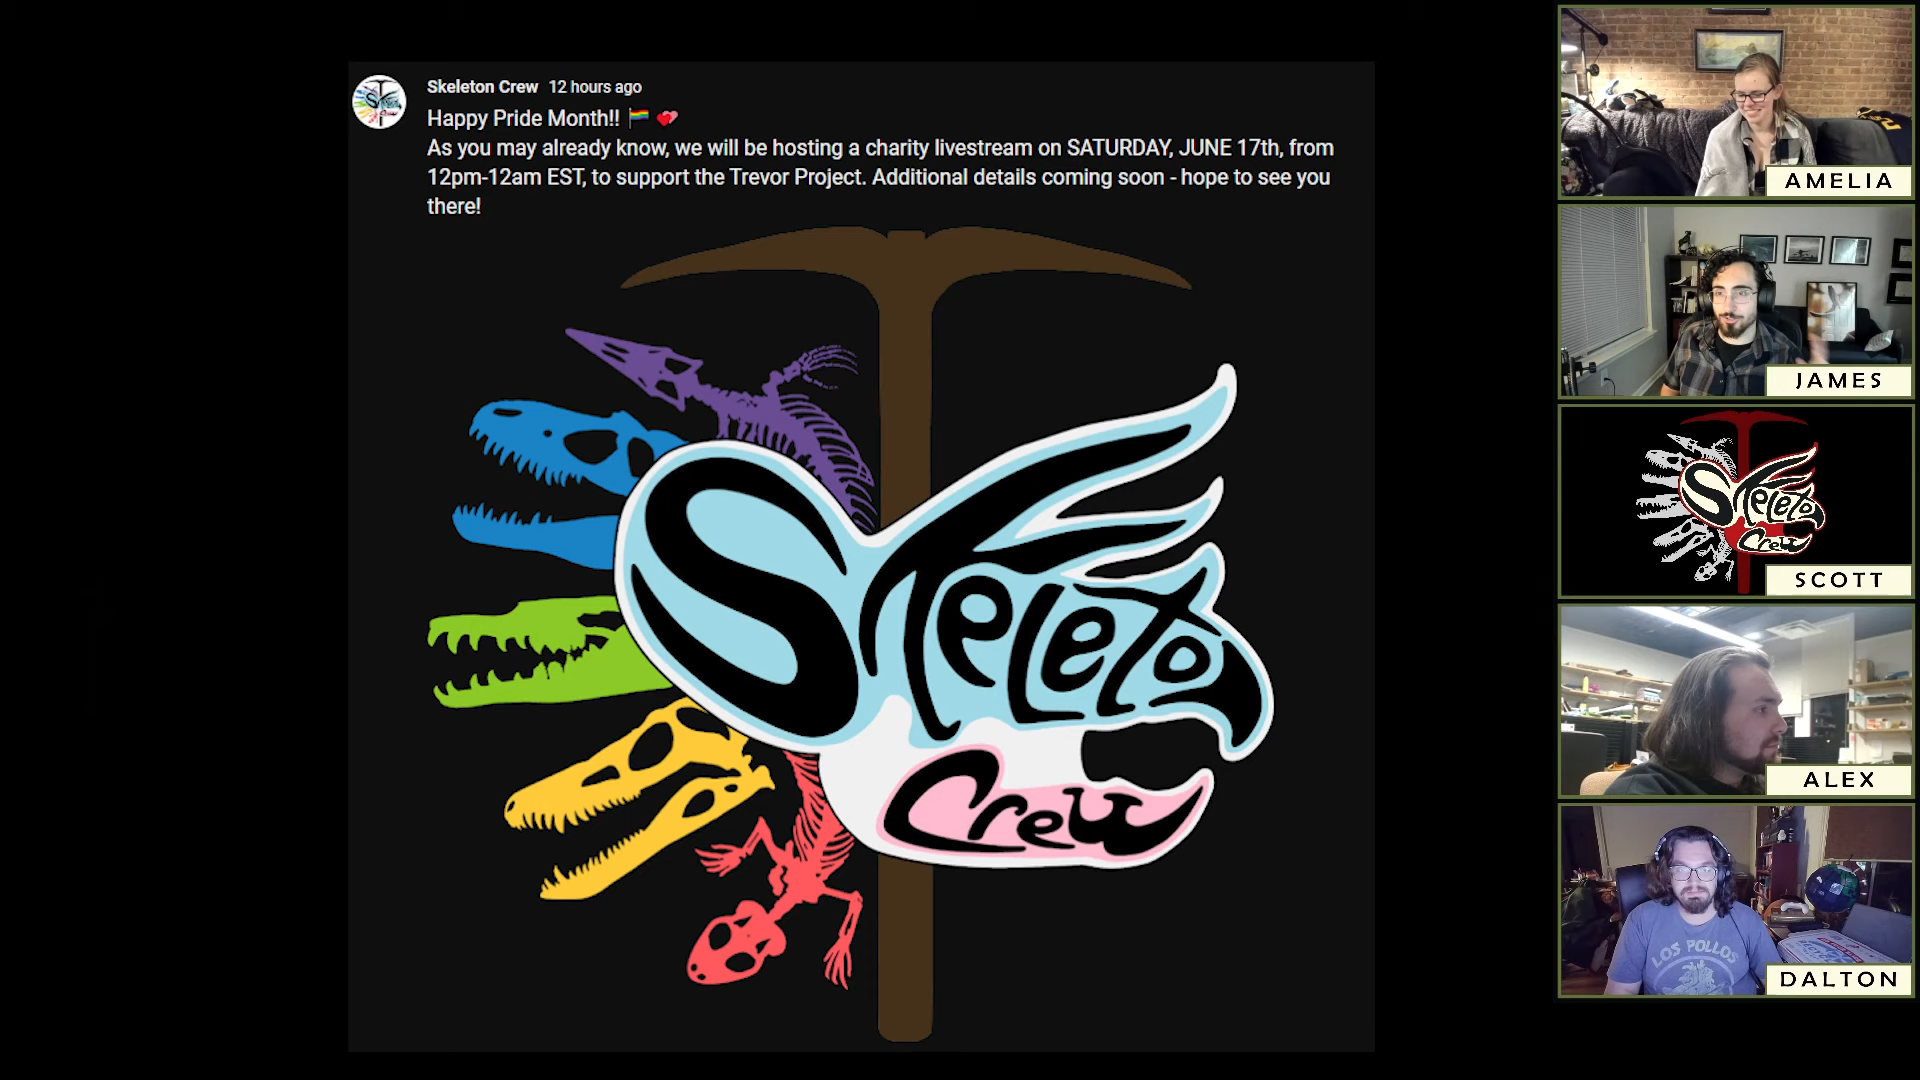 Skeleton Crew 12 hours ago
Happy Pride Month!! 🏳️‍🌈 💕
As you may already know, we will be hosting a charity livestream on SATURDAY, JUNE 17th, from
12pm-12am EST, to support the Trevor Project. Additional details coming soon - hope to see you
there!
Skeleton
Crew
AMELIA
JAMES
Skeleton
Crew
SCOTT
ALEX
LOS POLLOS
DALTON